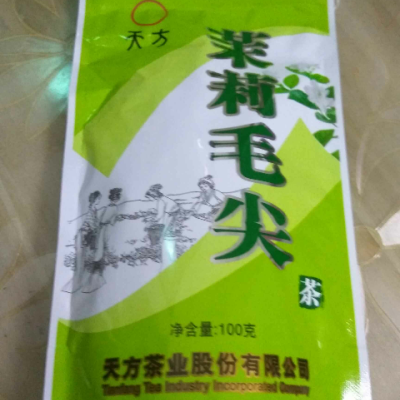 天方
茉莉毛尖
茶
净含量:100克
天方茶业股份有限公司
Tianfang Tea Industry Incorporated Company